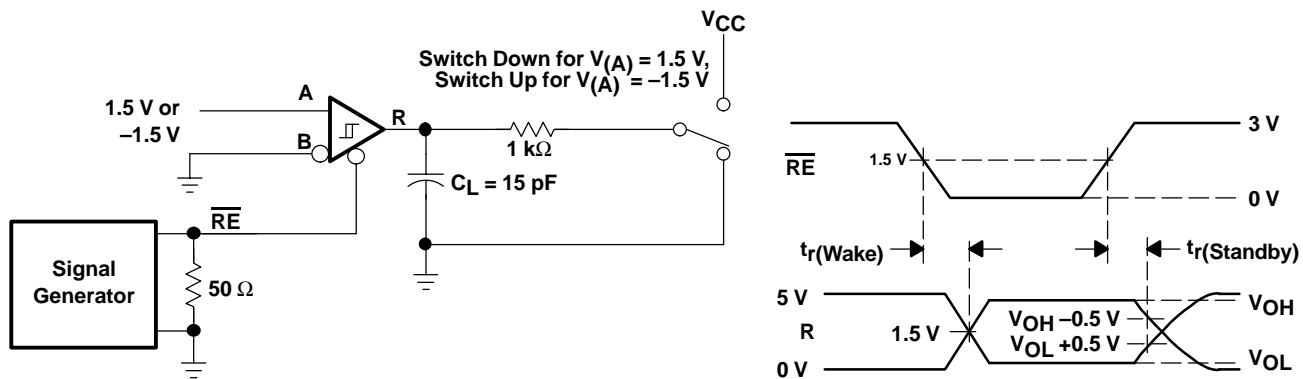 VCC
Switch Down for V(A) = 1.5 V,
Switch Up for V(A) = –1.5 V
A
1.5 V or
–1.5 V
R
B
1 kΩ
CL = 15 pF
RE
Signal
Generator
50 Ω
3 V
1.5 V
RE
0 V
tr(Wake)
tr(Standby)
5 V
VOH
VOH –0.5 V
R
1.5 V
VOL +0.5 V
0 V
VOL